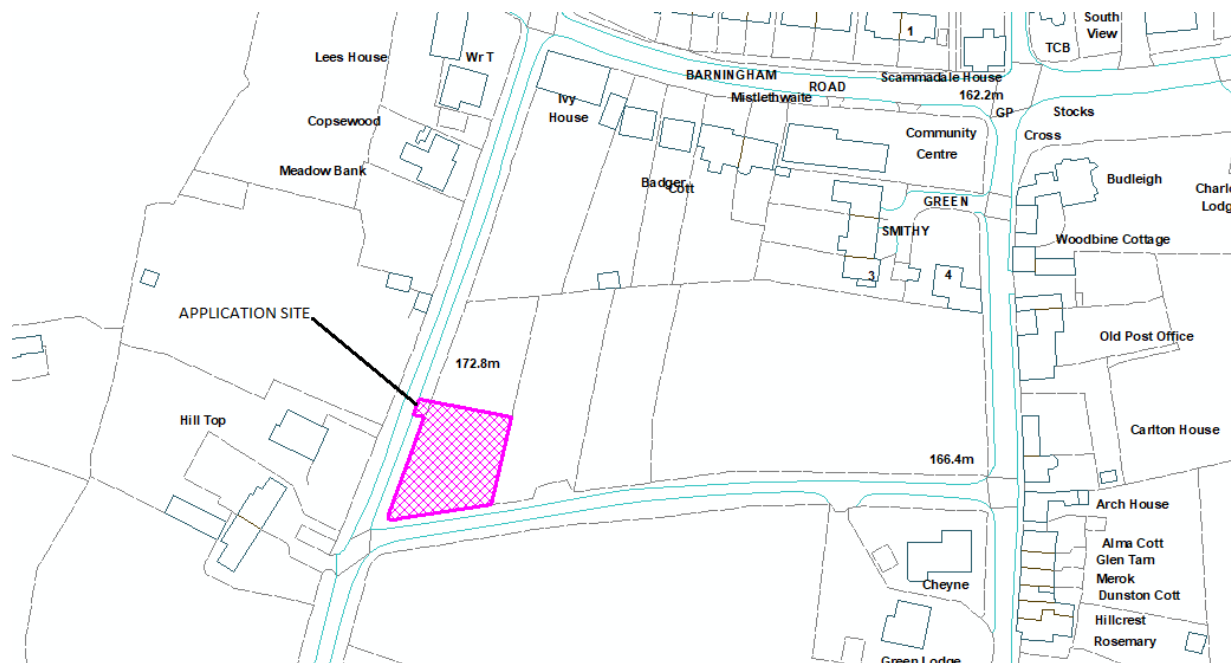 South
View
1
TCB
Lees House
Wr T
BARNINGHAM
ROAD
Scammadale House
162.2m
Mistlethwaite
Ivy
House
GP
Stocks
Copsewood
Community
Centre
Cross
Meadow Bank
Badger
Cott
Budleigh
Charle
Lodg
GREEN
SMITHY
Woodbine Cottage
3
4
APPLICATION SITE
Old Post Office
172.8m
Hill Top
Carlton House
166.4m
Arch House
Alma Cott
Glen Tarn
Merok
Dunston Cott
Cheyne
Hillcrest
Rosemary
Green Lodge